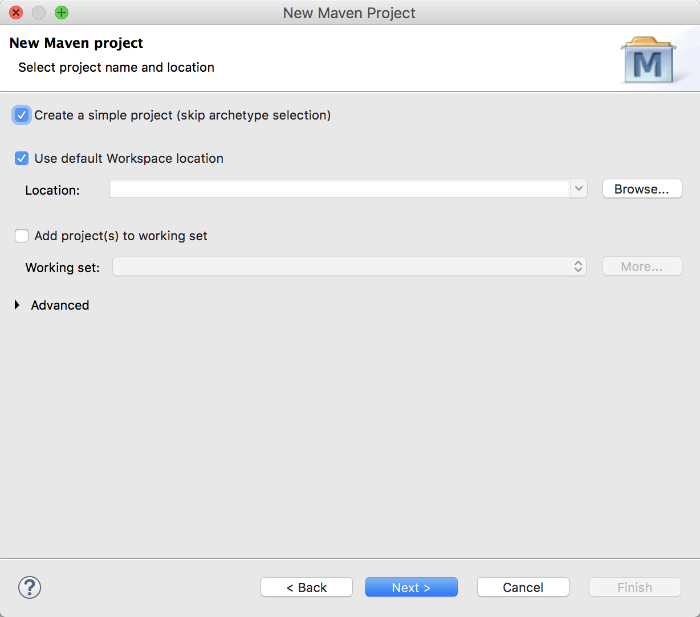 New Maven Project
New Maven project
Select project name and location
M
Create a simple project (skip archetype selection)
Use default Workspace location
Location:
Browse...
Add project(s) to working set
Working set:
More...
Advanced
?
< Back
Next >
Cancel
Finish